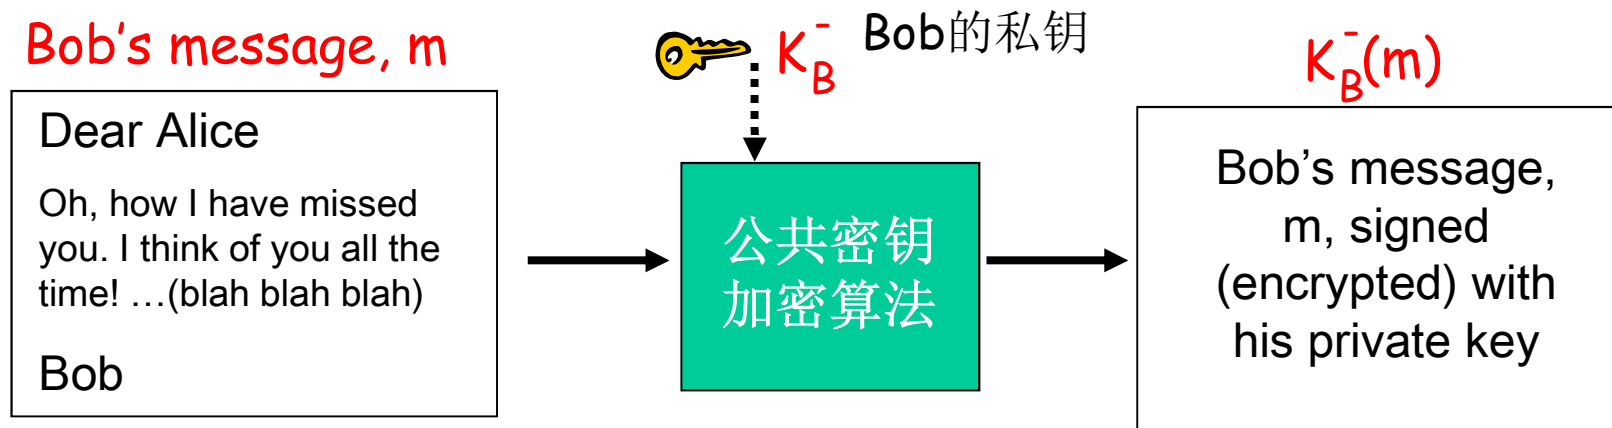 Bob’s message, m
Dear Alice
Oh, how I have missed
you. I think of you all the
time! …(blah blah blah)
Bob
K_B^- Bob的私钥
公共密钥
加密算法
K_B^-(m)
Bob’s message,
m, signed
(encrypted) with
his private key